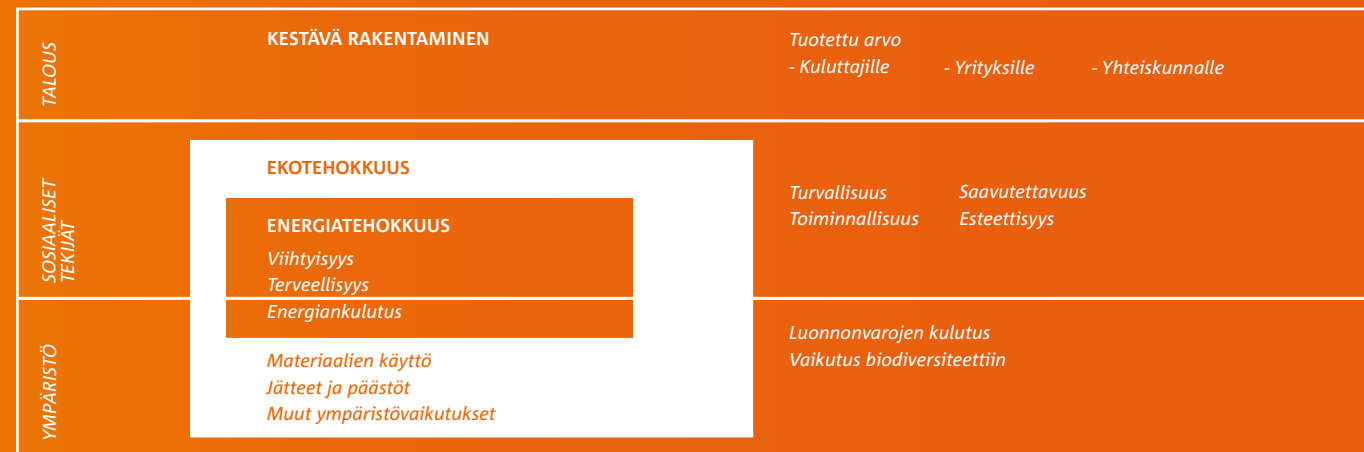 TALOUS
KESTÄVÄ RAKENTAMINEN
Tuotettu arvo
- Kuluttajille - Yrityksille - Yhteiskunnalle
SOSIAALISET
TEKIJÄT
EKOTEHOKKUUS
ENERGIATEHOKKUUS
Viihtyisyys
Terveellisyys
Energiankulutus
Turvallisuus Saavutettavuus
Toiminnallisuus Esteettisyys
YMPÄRISTÖ
Materiaalien käyttö
Jätteet ja päästöt
Muut ympäristövaikutukset
Luonnonvarojen kulutus
Vaikutus biodiversiteettiin